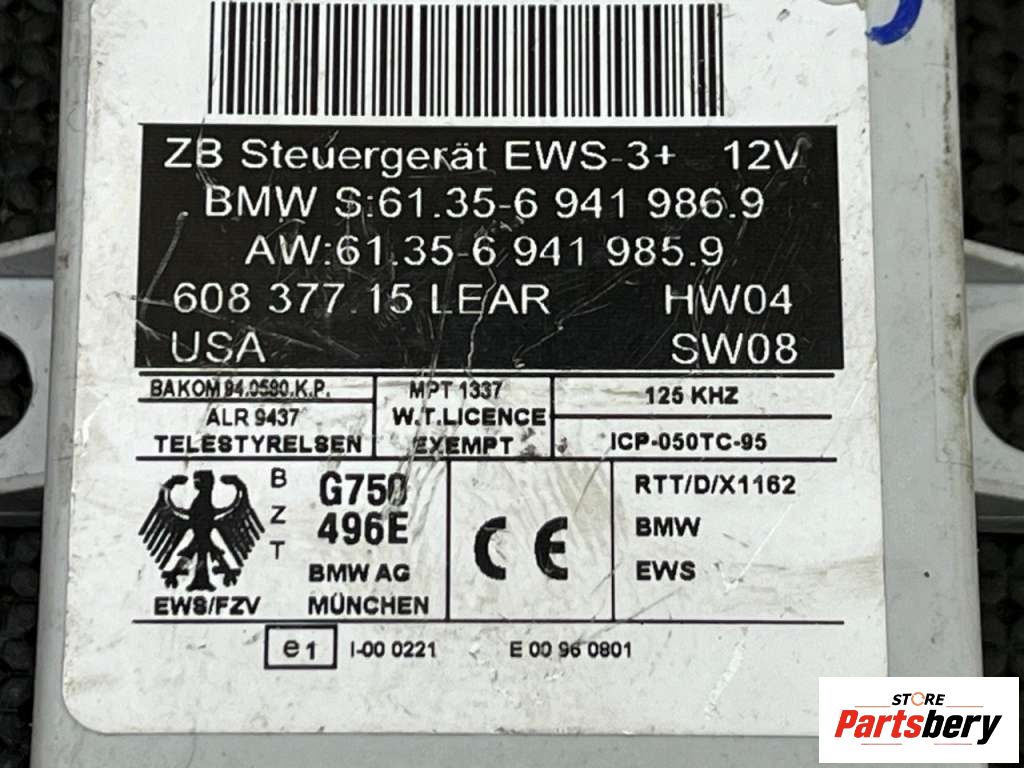 ZB Steuergerät EWS-3+ 12V
BMW S:61.35-6 941 986.9
AW:61.35-6 941 985.9
608 377 15 LEAR HW04
USA SW08
BAKOM 94.0590.K.P.
ALR 9437
TELESTYRELSEN
MPT 1337
W.T.LICENCE
EXEMPT
125 KHZ
ICP-050TC-95
BZT
G750
496E
BMW AG
MÜNCHEN
EWS/FZV
CE
RTT/D/X1162
BMW
EWS
e1 I-00 0221 E 00 96 0801
STORE
Partsbery